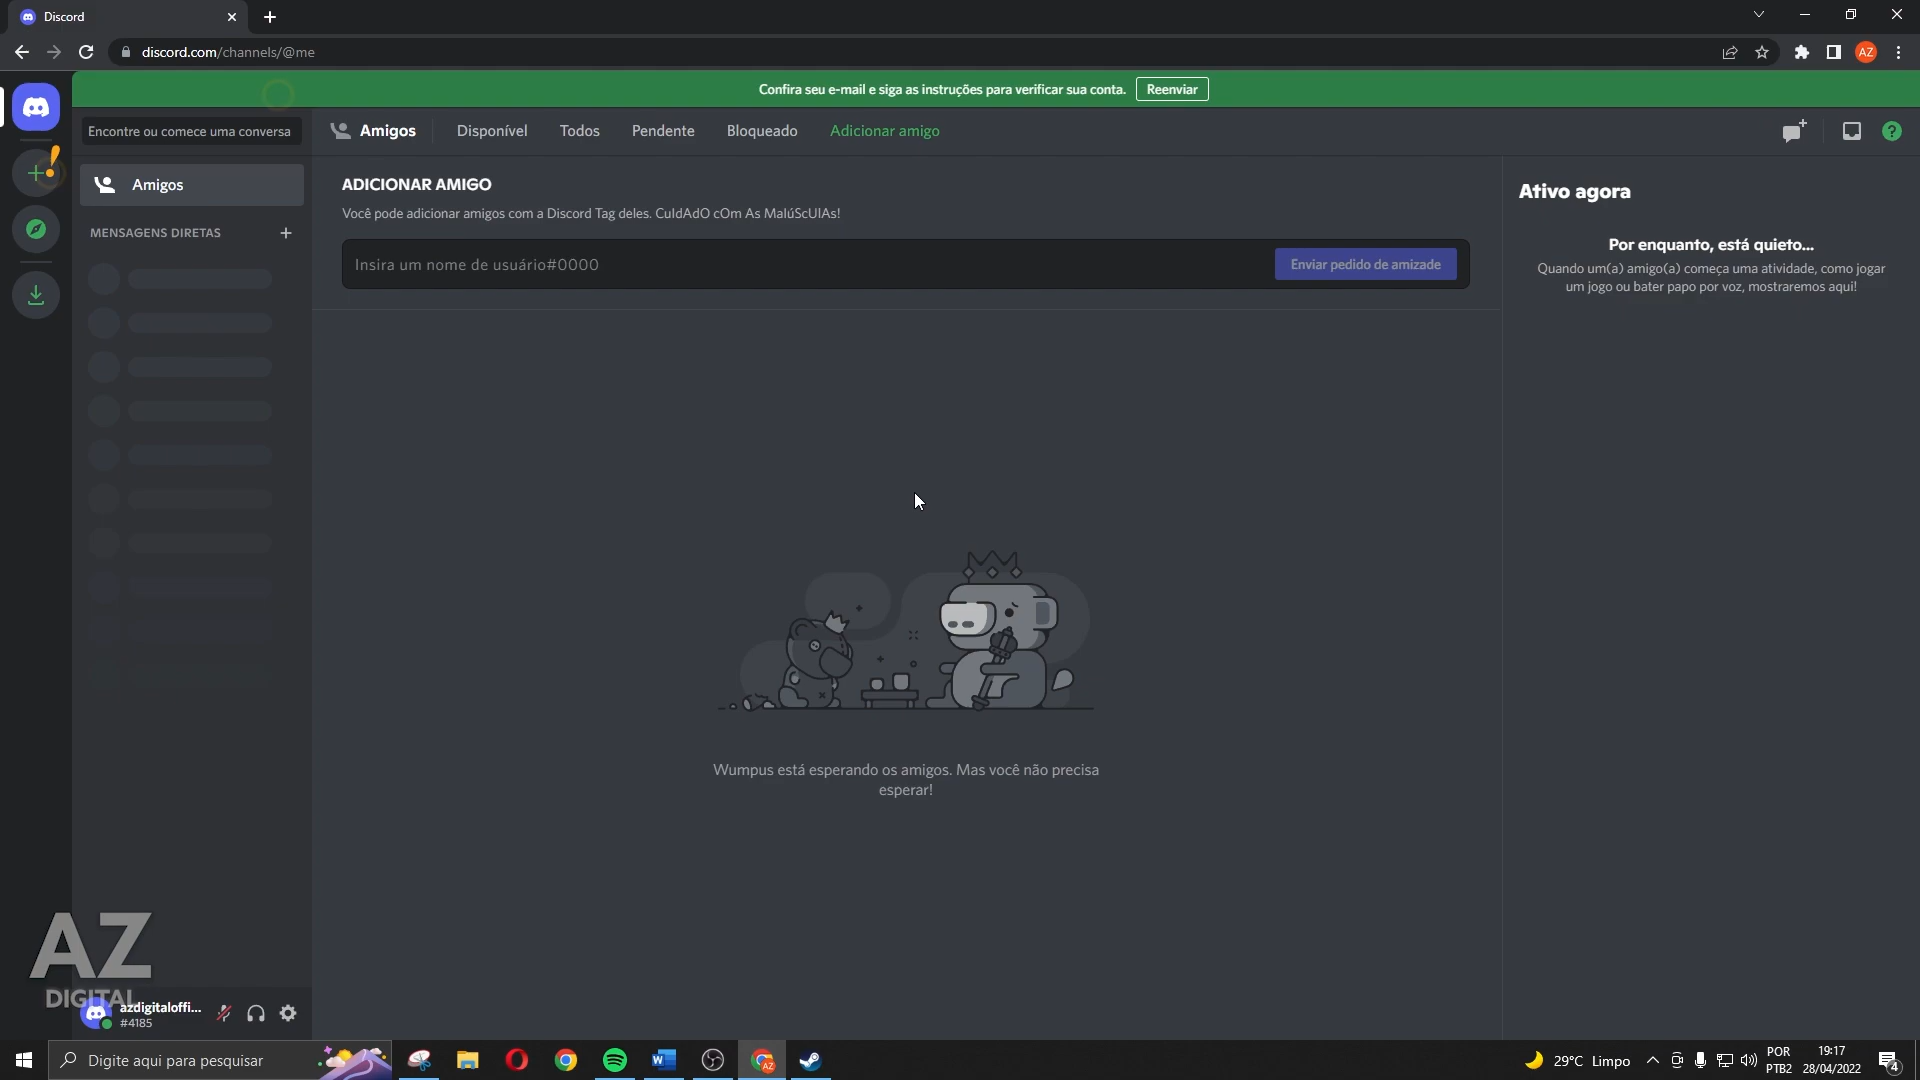 Discord
discord.com/channels/@me
AZ
Confira seu e-mail e siga as instruções para verificar sua conta.
Reenviar
Encontre ou comece uma conversa
Amigos
Disponível
Todos
Pendente
Bloqueado
Adicionar amigo
?
Amigos
MENSAGENS DIRETAS
ADICIONAR AMIGO
Você pode adicionar amigos com a Discord Tag deles. CuIdAdO cOm As MaIúScUlAs!
Insira um nome de usuário#0000
Enviar pedido de amizade
Ativo agora
Por enquanto, está quieto...
Quando um(a) amigo(a) começa uma atividade, como jogar
um jogo ou bater papo por voz, mostraremos aqui!
Wumpus está esperando os amigos. Mas você não precisa
esperar!
AZ
DIGITAL
azdigitaloffi...
#4185
Digite aqui para pesquisar
W
AZ
29°C Limpo
POR
PTB2
19:17
28/04/2022
4